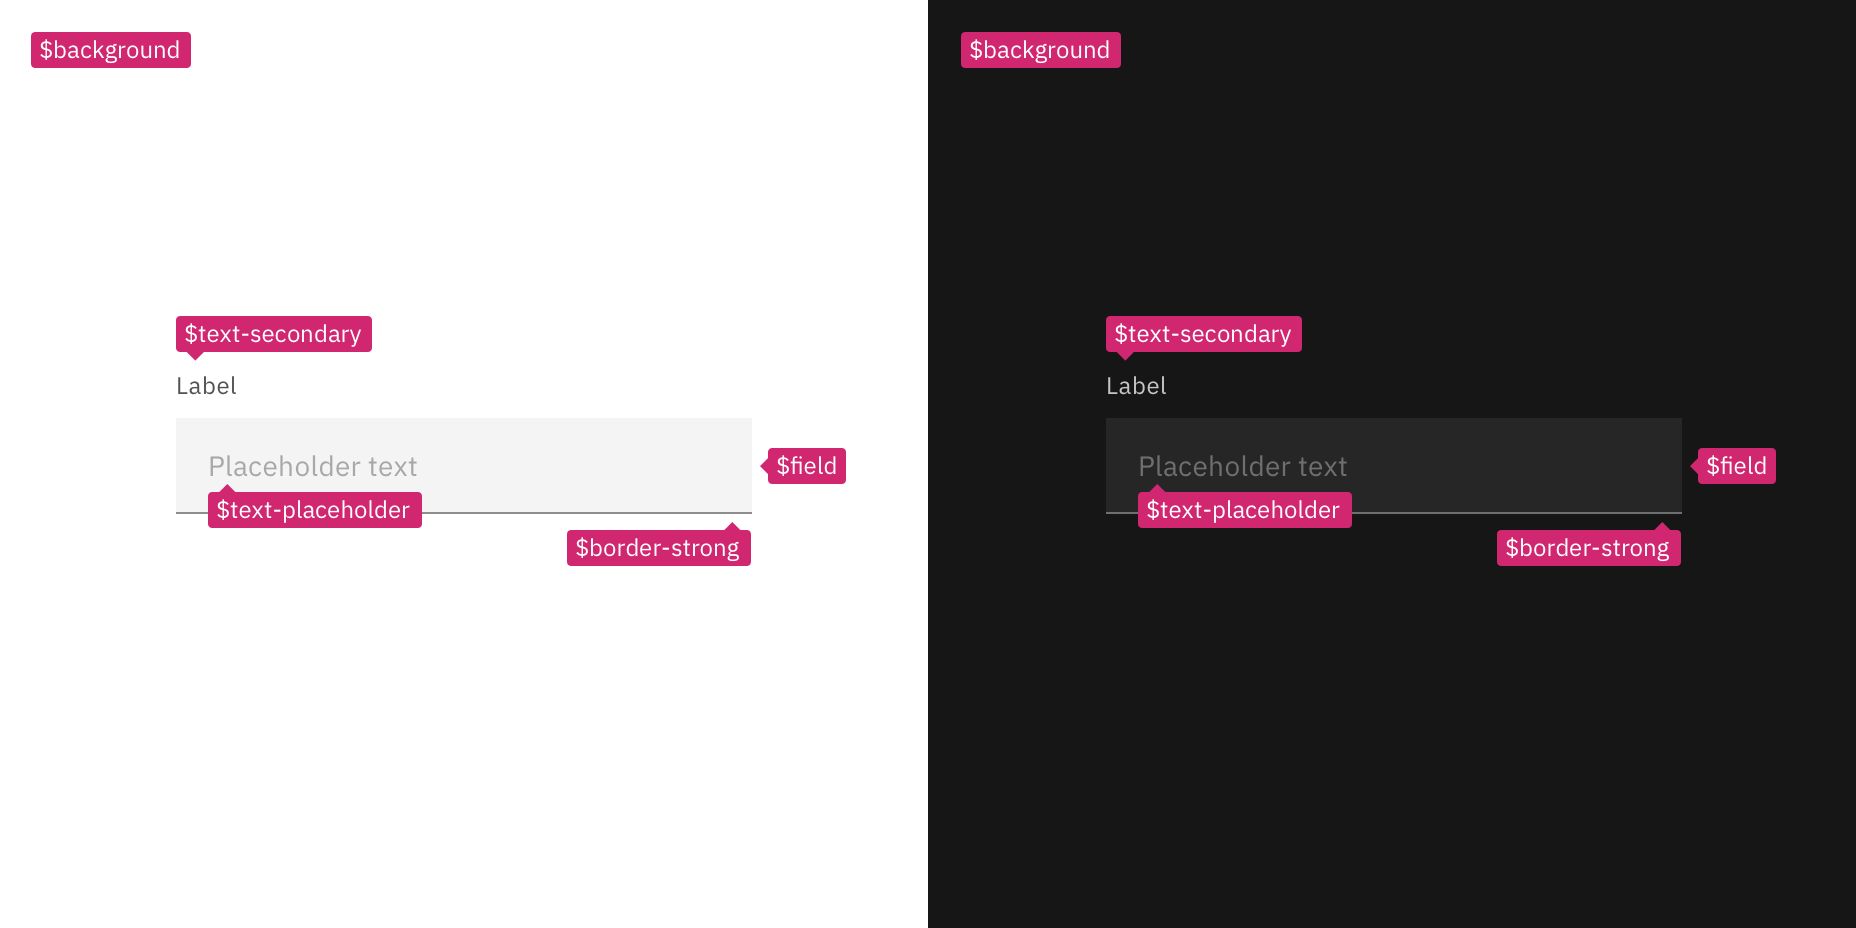 $background
$text-secondary
Label
Placeholder text
$field
$text-placeholder
$border-strong
$background
$text-secondary
Label
Placeholder text
$field
$text-placeholder
$border-strong